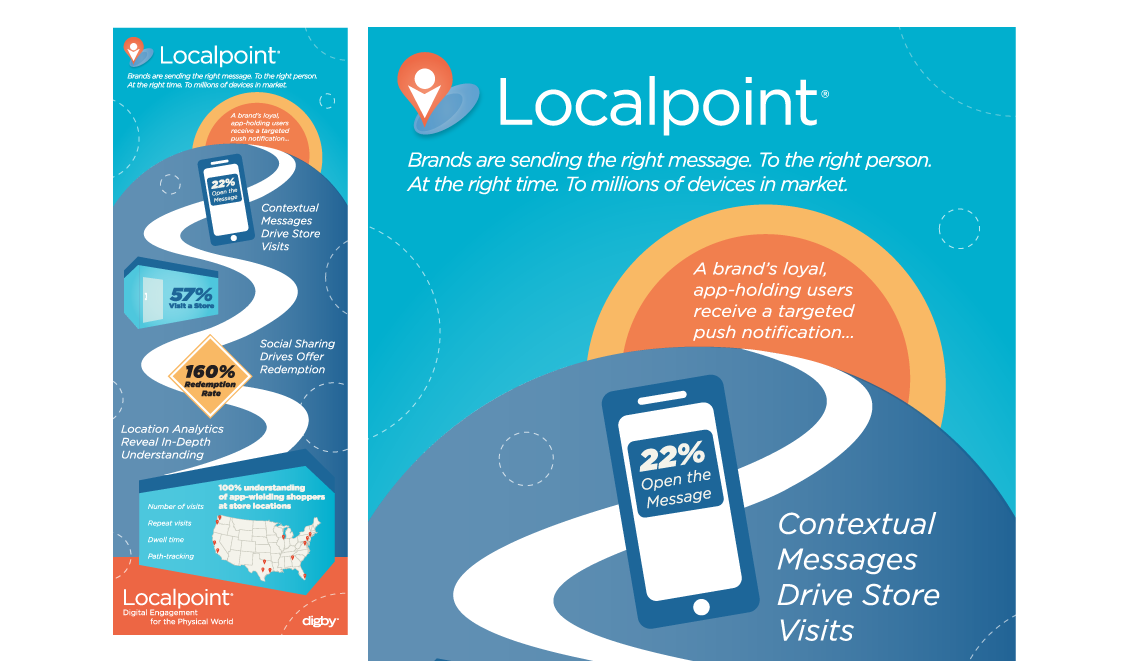 Localpoint®
Brands are sending the right message. To the right person.
At the right time. To millions of devices in market.
A brand's loyal,
app-holding users
receive a targeted
push notification...
22%
Open the
Message
Contextual
Messages
Drive Store
Visits
57%
Visit a Store
Social Sharing
Drives Offer
Redemption
160%
Redemption
Rate
Location Analytics
Reveal In-Depth
Understanding
100% understanding
of app-wielding shoppers
at store locations
Number of visits
Repeat visits
Dwell time
Path-tracking
Localpoint®
Digital Engagement
for the Physical World
digby
Localpoint®
Brands are sending the right message. To the right person.
At the right time. To millions of devices in market.
A brand's loyal,
app-holding users
receive a targeted
push notification...
22%
Open the
Message
Contextual
Messages
Drive Store
Visits